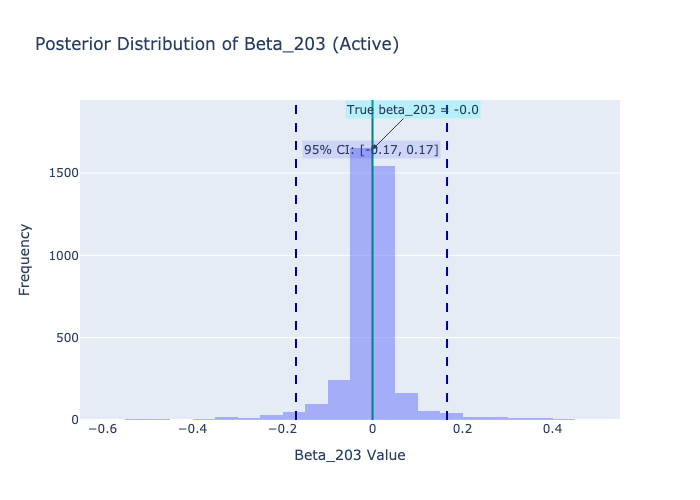 Posterior Distribution of Beta_203 (Active)
True beta_203 = -0.0
95% CI: [-0.17, 0.17]
1500
1000
500
0
Frequency
−0.6
−0.4
−0.2
0
0.2
0.4
Beta_203 Value